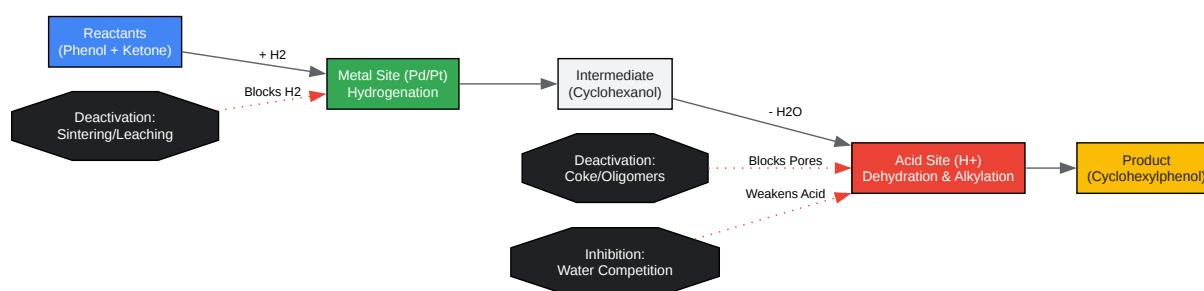 Reactants
(Phenol + Ketone)
+ H2
Metal Site (Pd/Pt)
Hydrogenation
Blocks H2
Deactivation:
Sintering/Leaching
Intermediate
(Cyclohexanol)
- H2O
Deactivation:
Coke/Oligomers
Blocks Pores
Acid Site (H+)
Dehydration & Alkylation
Product
(Cyclohexylphenol)
Weakens Acid
Inhibition:
Water Competition